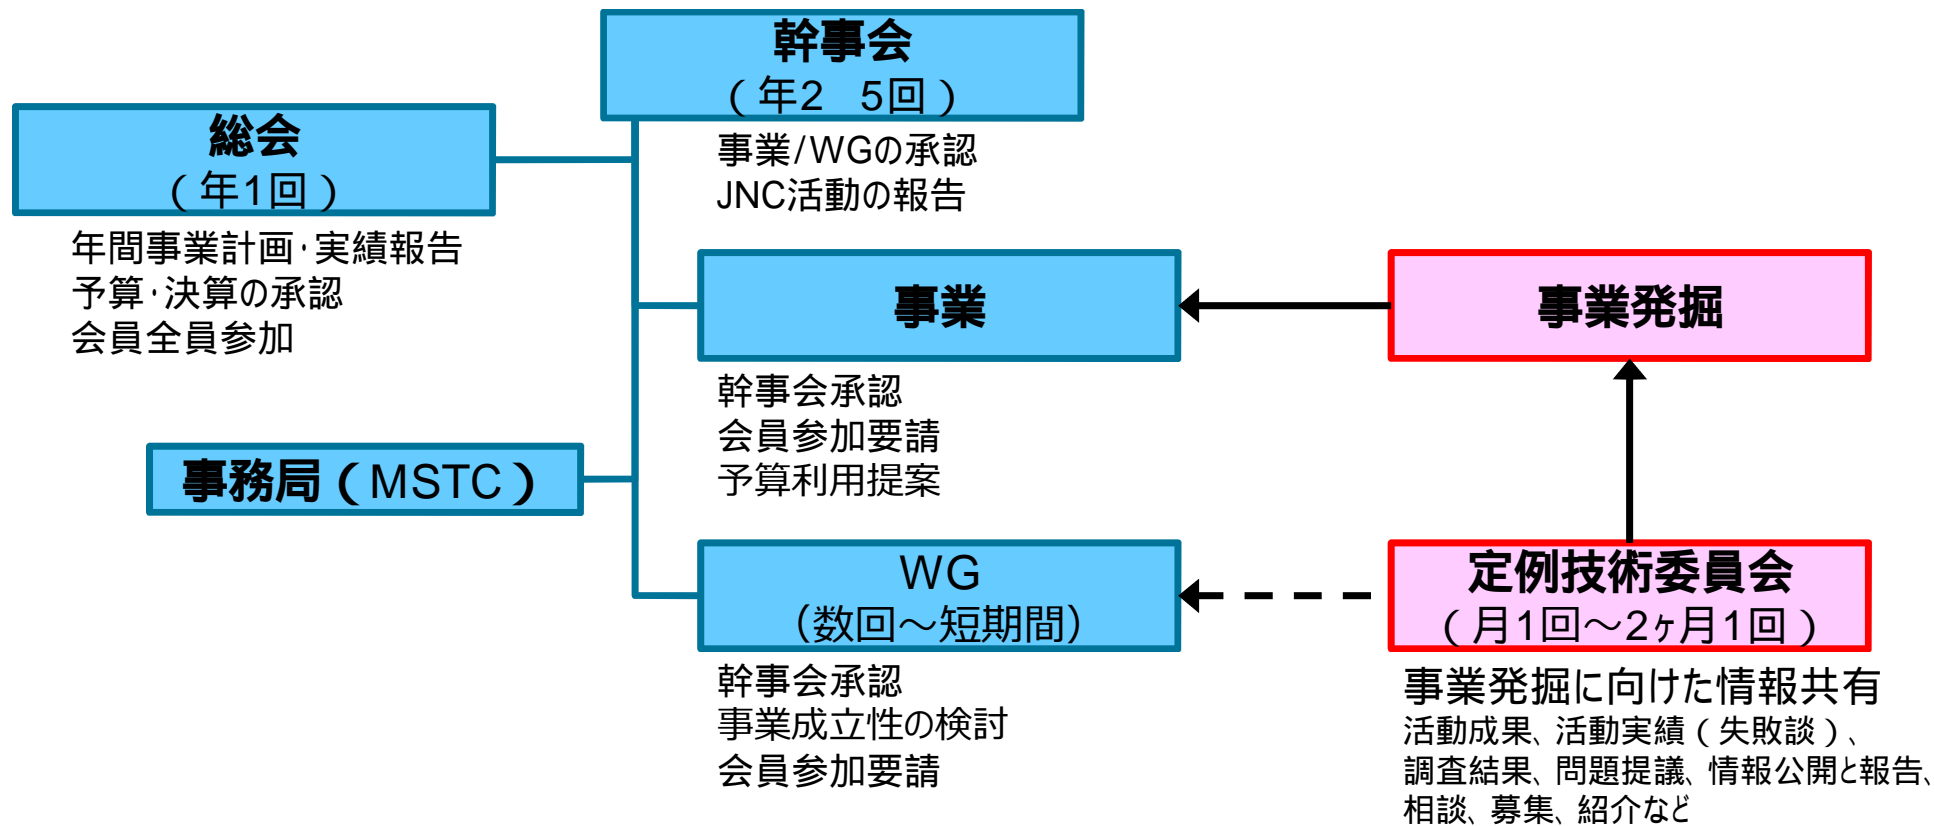 幹事会
（年2 5回）
事業/WGの承認
JNC活動の報告
総会
（年1回）
年間事業計画・実績報告
予算・決算の承認
会員全員参加
事業
幹事会承認
会員参加要請
予算利用提案
事業発掘
事務局（MSTC）
WG
（数回～短期間）
幹事会承認
事業成立性の検討
会員参加要請
定例技術委員会
（月1回～2ヶ月1回）
事業発掘に向けた情報共有
活動成果、活動実績（失敗談）、
調査結果、問題提議、情報公開と報告、
相談、募集、紹介など